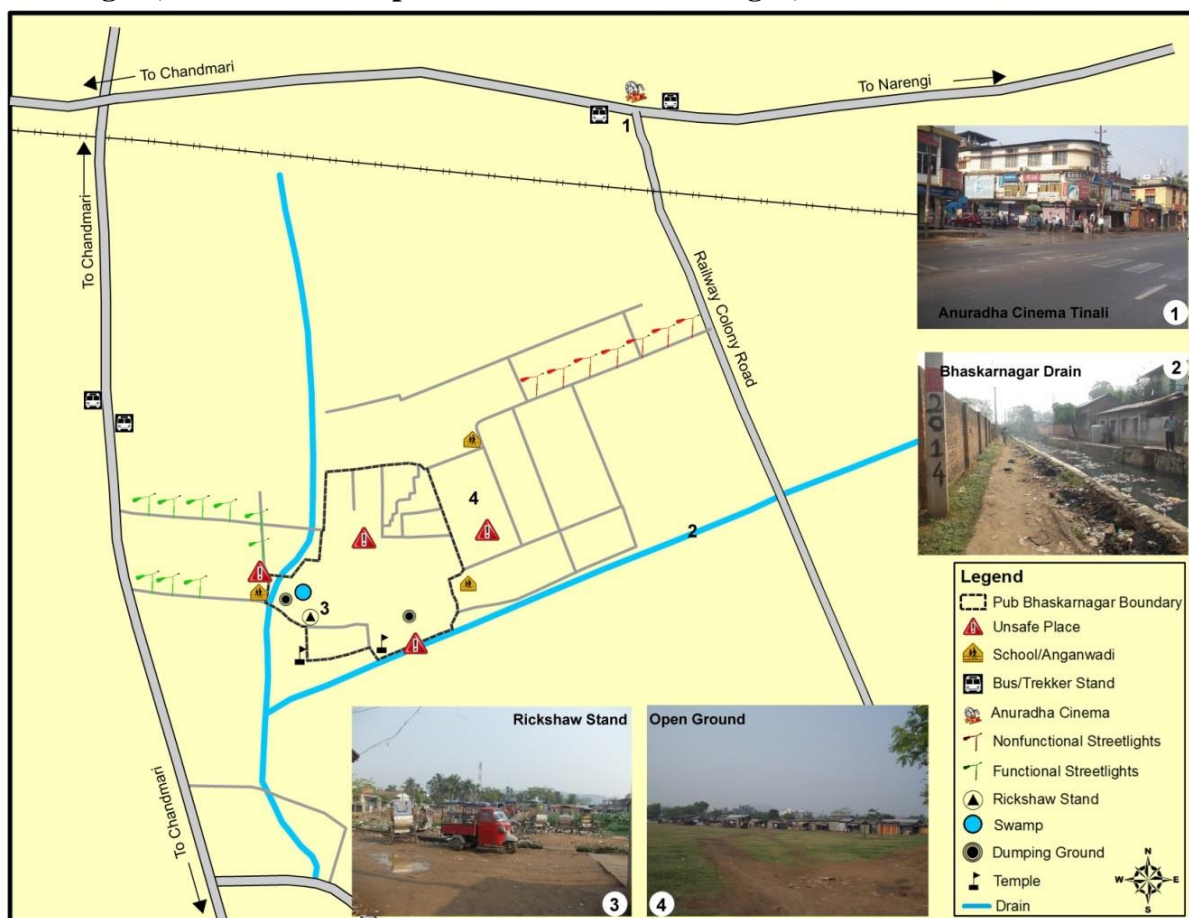 To Chandmari
To Narengi
1
To Chandmari
Railway Colony Road
Anuradha Cinema Tinali
1
Bhaskarnagar Drain
2
2014
4
2
3
Rickshaw Stand
3
Open Ground
4
To Chandmari
Legend
Pub Bhaskarnagar Boundary
Unsafe Place
School/Anganwadi
Bus/Trekker Stand
Anuradha Cinema
Nonfunctional Streetlights
Functional Streetlights
Rickshaw Stand
Swamp
Dumping Ground
Temple
Drain
N
W
E
S